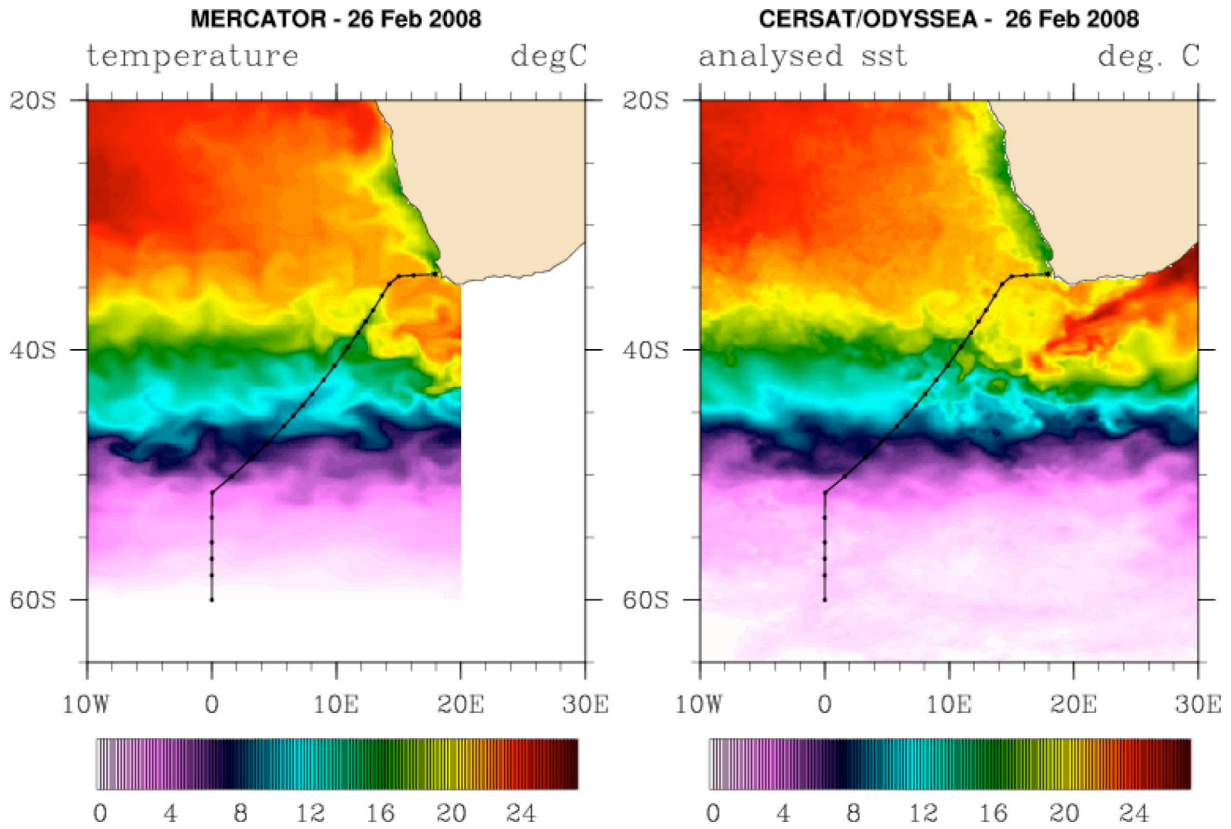 MERCATOR - 26 Feb 2008
temperature degC
20S
40S
60S
10W 0 10E 20E 30E
0 4 8 12 16 20 24
CERSAT/ODYSSEA - 26 Feb 2008
analysed sst deg. C
20S
40S
60S
10W 0 10E 20E 30E
0 4 8 12 16 20 24